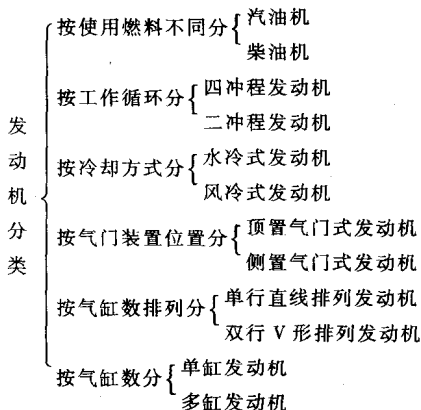 发动机分类
按使用燃料不同分
汽油机
柴油机
按工作循环分
四冲程发动机
二冲程发动机
按冷却方式分
水冷式发动机
风冷式发动机
按气门装置位置分
顶置气门式发动机
侧置气门式发动机
按气缸数排列分
单行直线排列发动机
双行V形排列发动机
按气缸数分
单缸发动机
多缸发动机